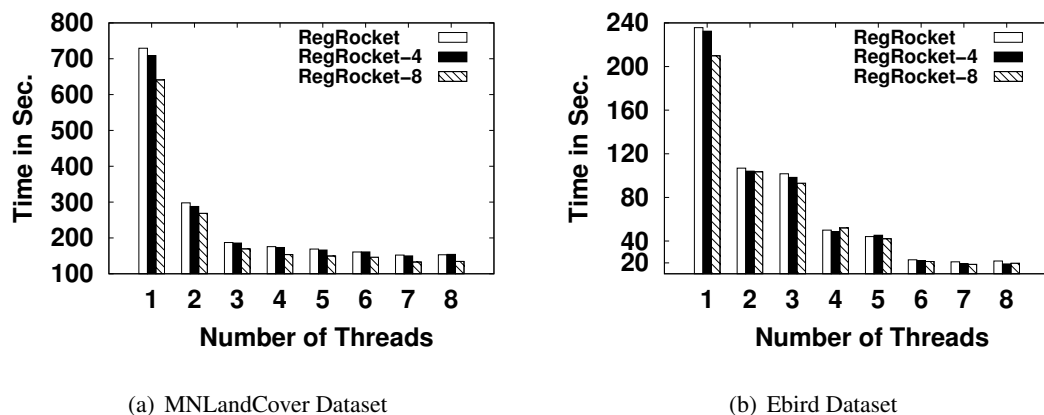 800
700
600
500
400
300
200
100
Time in Sec.
RegRocket
RegRocket-4
RegRocket-8
1 2 3 4 5 6 7 8
Number of Threads
(a) MNLandCover Dataset
240
200
160
120
80
40
20
Time in Sec.
RegRocket
RegRocket-4
RegRocket-8
1 2 3 4 5 6 7 8
Number of Threads
(b) Ebird Dataset